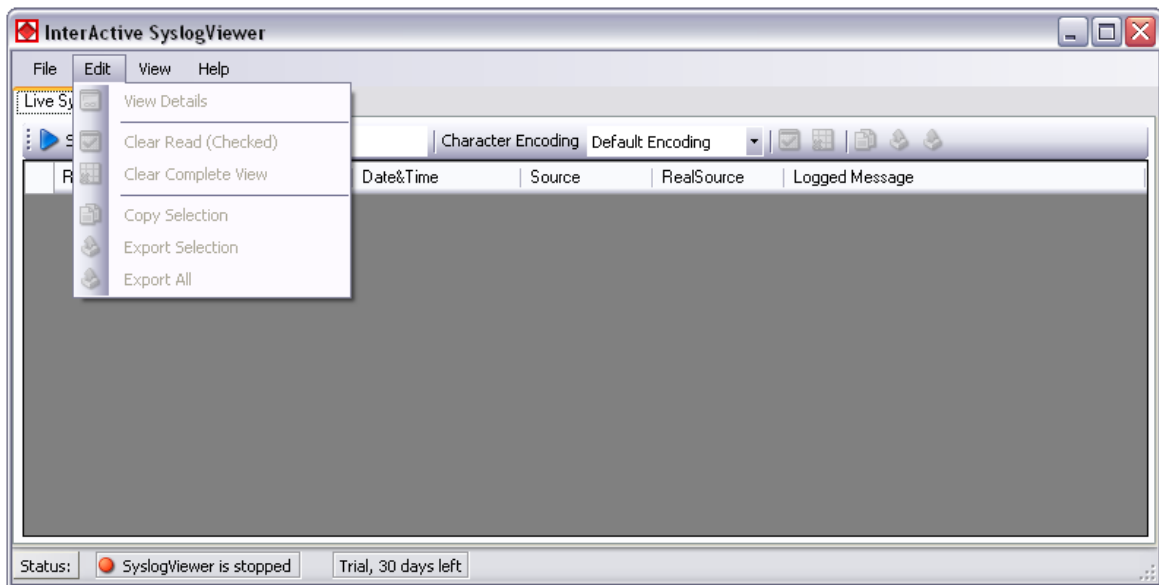 InterActive SyslogViewer
File Edit View Help
Live Sy
View Details
Clear Read (Checked)
Clear Complete View
Copy Selection
Export Selection
Export All
Character Encoding Default Encoding
Date&Time Source RealSource Logged Message
Status: SyslogViewer is stopped Trial, 30 days left